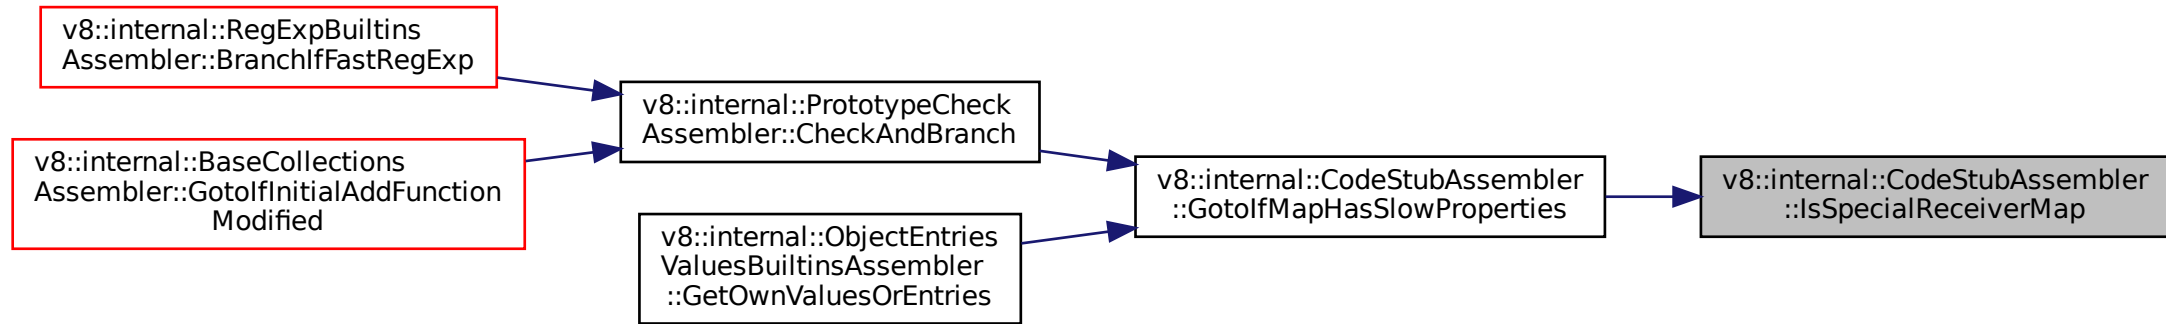 v8::internal::RegExpBuiltins
Assembler::BranchIfFastRegExp
v8::internal::BaseCollections
Assembler::GotoIfInitialAddFunction
Modified
v8::internal::PrototypeCheck
Assembler::CheckAndBranch
v8::internal::ObjectEntries
ValuesBuiltinsAssembler
::GetOwnValuesOrEntries
v8::internal::CodeStubAssembler
::GotoIfMapHasSlowProperties
v8::internal::CodeStubAssembler
::IsSpecialReceiverMap